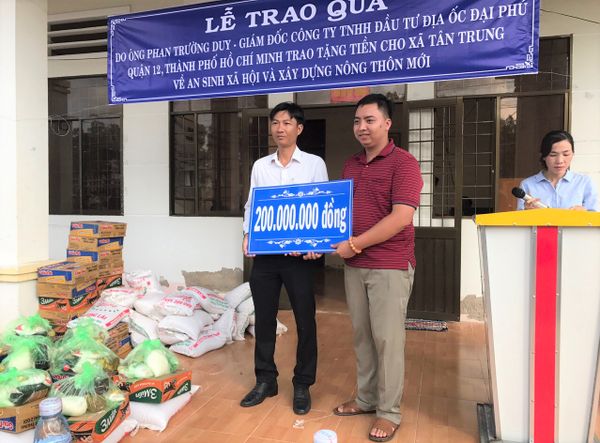 LỄ TRAO QUÀ
DO ÔNG PHAN TRƯỜNG DUY - GIÁM ĐỐC CÔNG TY TNHH ĐẦU TƯ ĐỊA ỐC ĐẠI PHÚ
QUẬN 12, THÀNH PHỐ HỒ CHÍ MINH TRAO TẶNG TIỀN CHO XÃ TÂN TRUNG
VỀ AN SINH XÃ HỘI VÀ XÂY DỰNG NÔNG THÔN MỚI
200.000.000 đồng
3 Miền